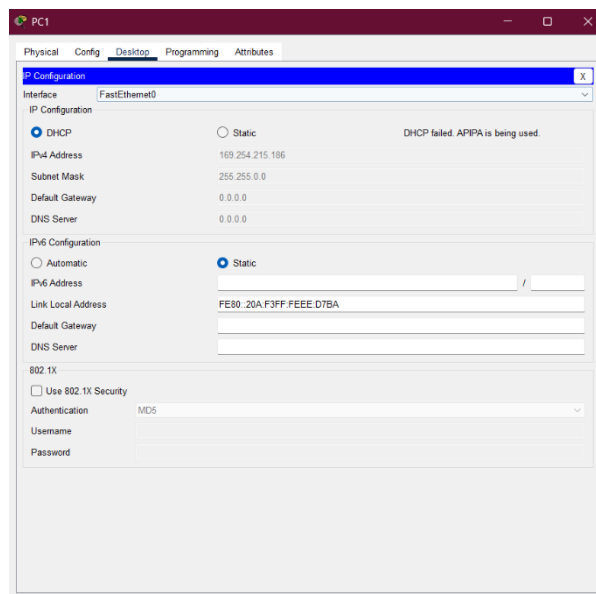 PC1
Physical Config Desktop Programming Attributes
IP Configuration X
Interface FastEthernet0
IP Configuration
DHCP Static DHCP failed. APIPA is being used.
IPv4 Address 169.254.215.186
Subnet Mask 255.255.0.0
Default Gateway 0.0.0.0
DNS Server 0.0.0.0
IPv6 Configuration
Automatic Static
IPv6 Address /
Link Local Address FE80::20A:F3FF:FEEE:D7BA
Default Gateway
DNS Server
802.1X
Use 802.1X Security
Authentication MD5
Username
Password